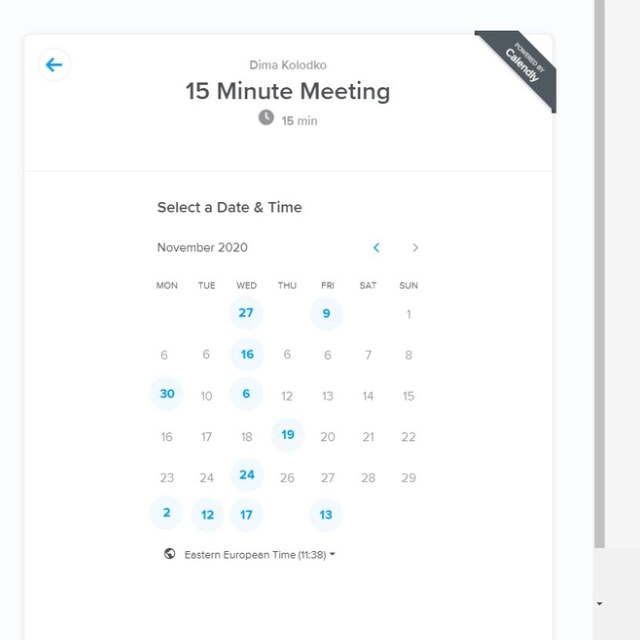 POWERED BY
Calendly
Dima Kolodko
15 Minute Meeting
15 min
Select a Date & Time
November 2020
MON TUE WED THU FRI SAT SUN
27 9 1
6 6 16 6 6 7 8
30 10 6 12 13 14 15
16 17 18 19 20 21 22
23 24 24 26 27 28 29
2 12 17 13
Eastern European Time (11:38)